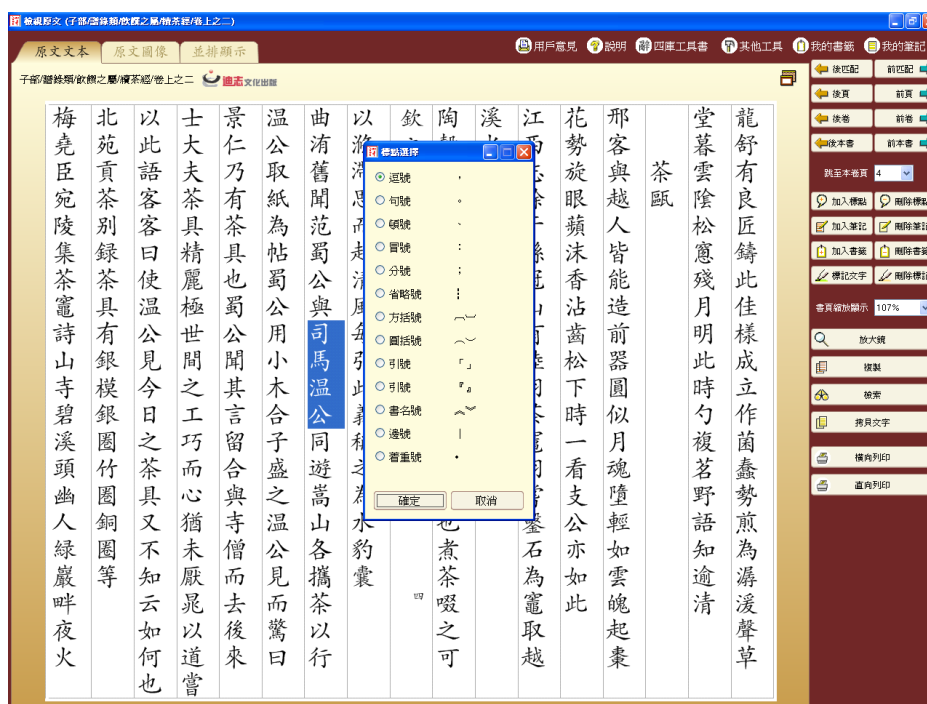 檢視原文 (子部/譜錄類/飲饌之屬/續茶經/卷上之二)
原文文本 原文圖像 並排顯示
用戶意見 說明 四庫工具書 其他工具 我的書籤 我的筆記
子部/譜錄類/飲饌之屬/續茶經/卷上之二 迪志文化出版
龍舒有良匠鑄此佳樣成立作菌蠢勢煎為潺湲聲草
堂暮雲陰松窻殘月明此時勺複茗野語知逾清
茶甌
邢客與越人皆能造前器圓似月魂墮輕如雲魄起棗
花勢旋眼蘋沫香沾齒松下時一看支公亦如此
江 鑿石為竈取越
溪
陶 也煮茶啜之可
欽 四
以 水豹囊
曲洧舊聞范蜀公與司馬温公同遊嵩山各攜茶以行
温公取紙為帖蜀公用小木合子盛之温公見而驚曰
景仁乃有茶具也蜀公聞其言留合與寺僧而去後來
士大夫茶具精麗極世間之工巧而心猶未厭晁以道嘗
以此語客客曰使温公見今日之茶具又不知云如何也
北苑貢茶别録茶具有銀模銀圈竹圈銅圈等
梅堯臣宛陵集茶竈詩山寺碧溪頭幽人緑巖畔夜火
標點選擇
逗號 ,
句號 。
頓號 、
冒號 :
分號 ;
省略號 ┇
方括號 ︹︺
圓括號 ︵︶
引號 「」
引號 『』
書名號 ︽︾
邊號 |
着重號 ·
確定 取消
後匹配 前匹配
後頁 前頁
後卷 前卷
後本書 前本書
跳至本卷頁 4
加入標點 刪除標點
加入筆記 刪除筆記
加入書籤 刪除書籤
標記文字 刪除標記
書頁縮放顯示 107%
放大鏡
複製
檢索
拷貝文字
橫向列印
直向列印